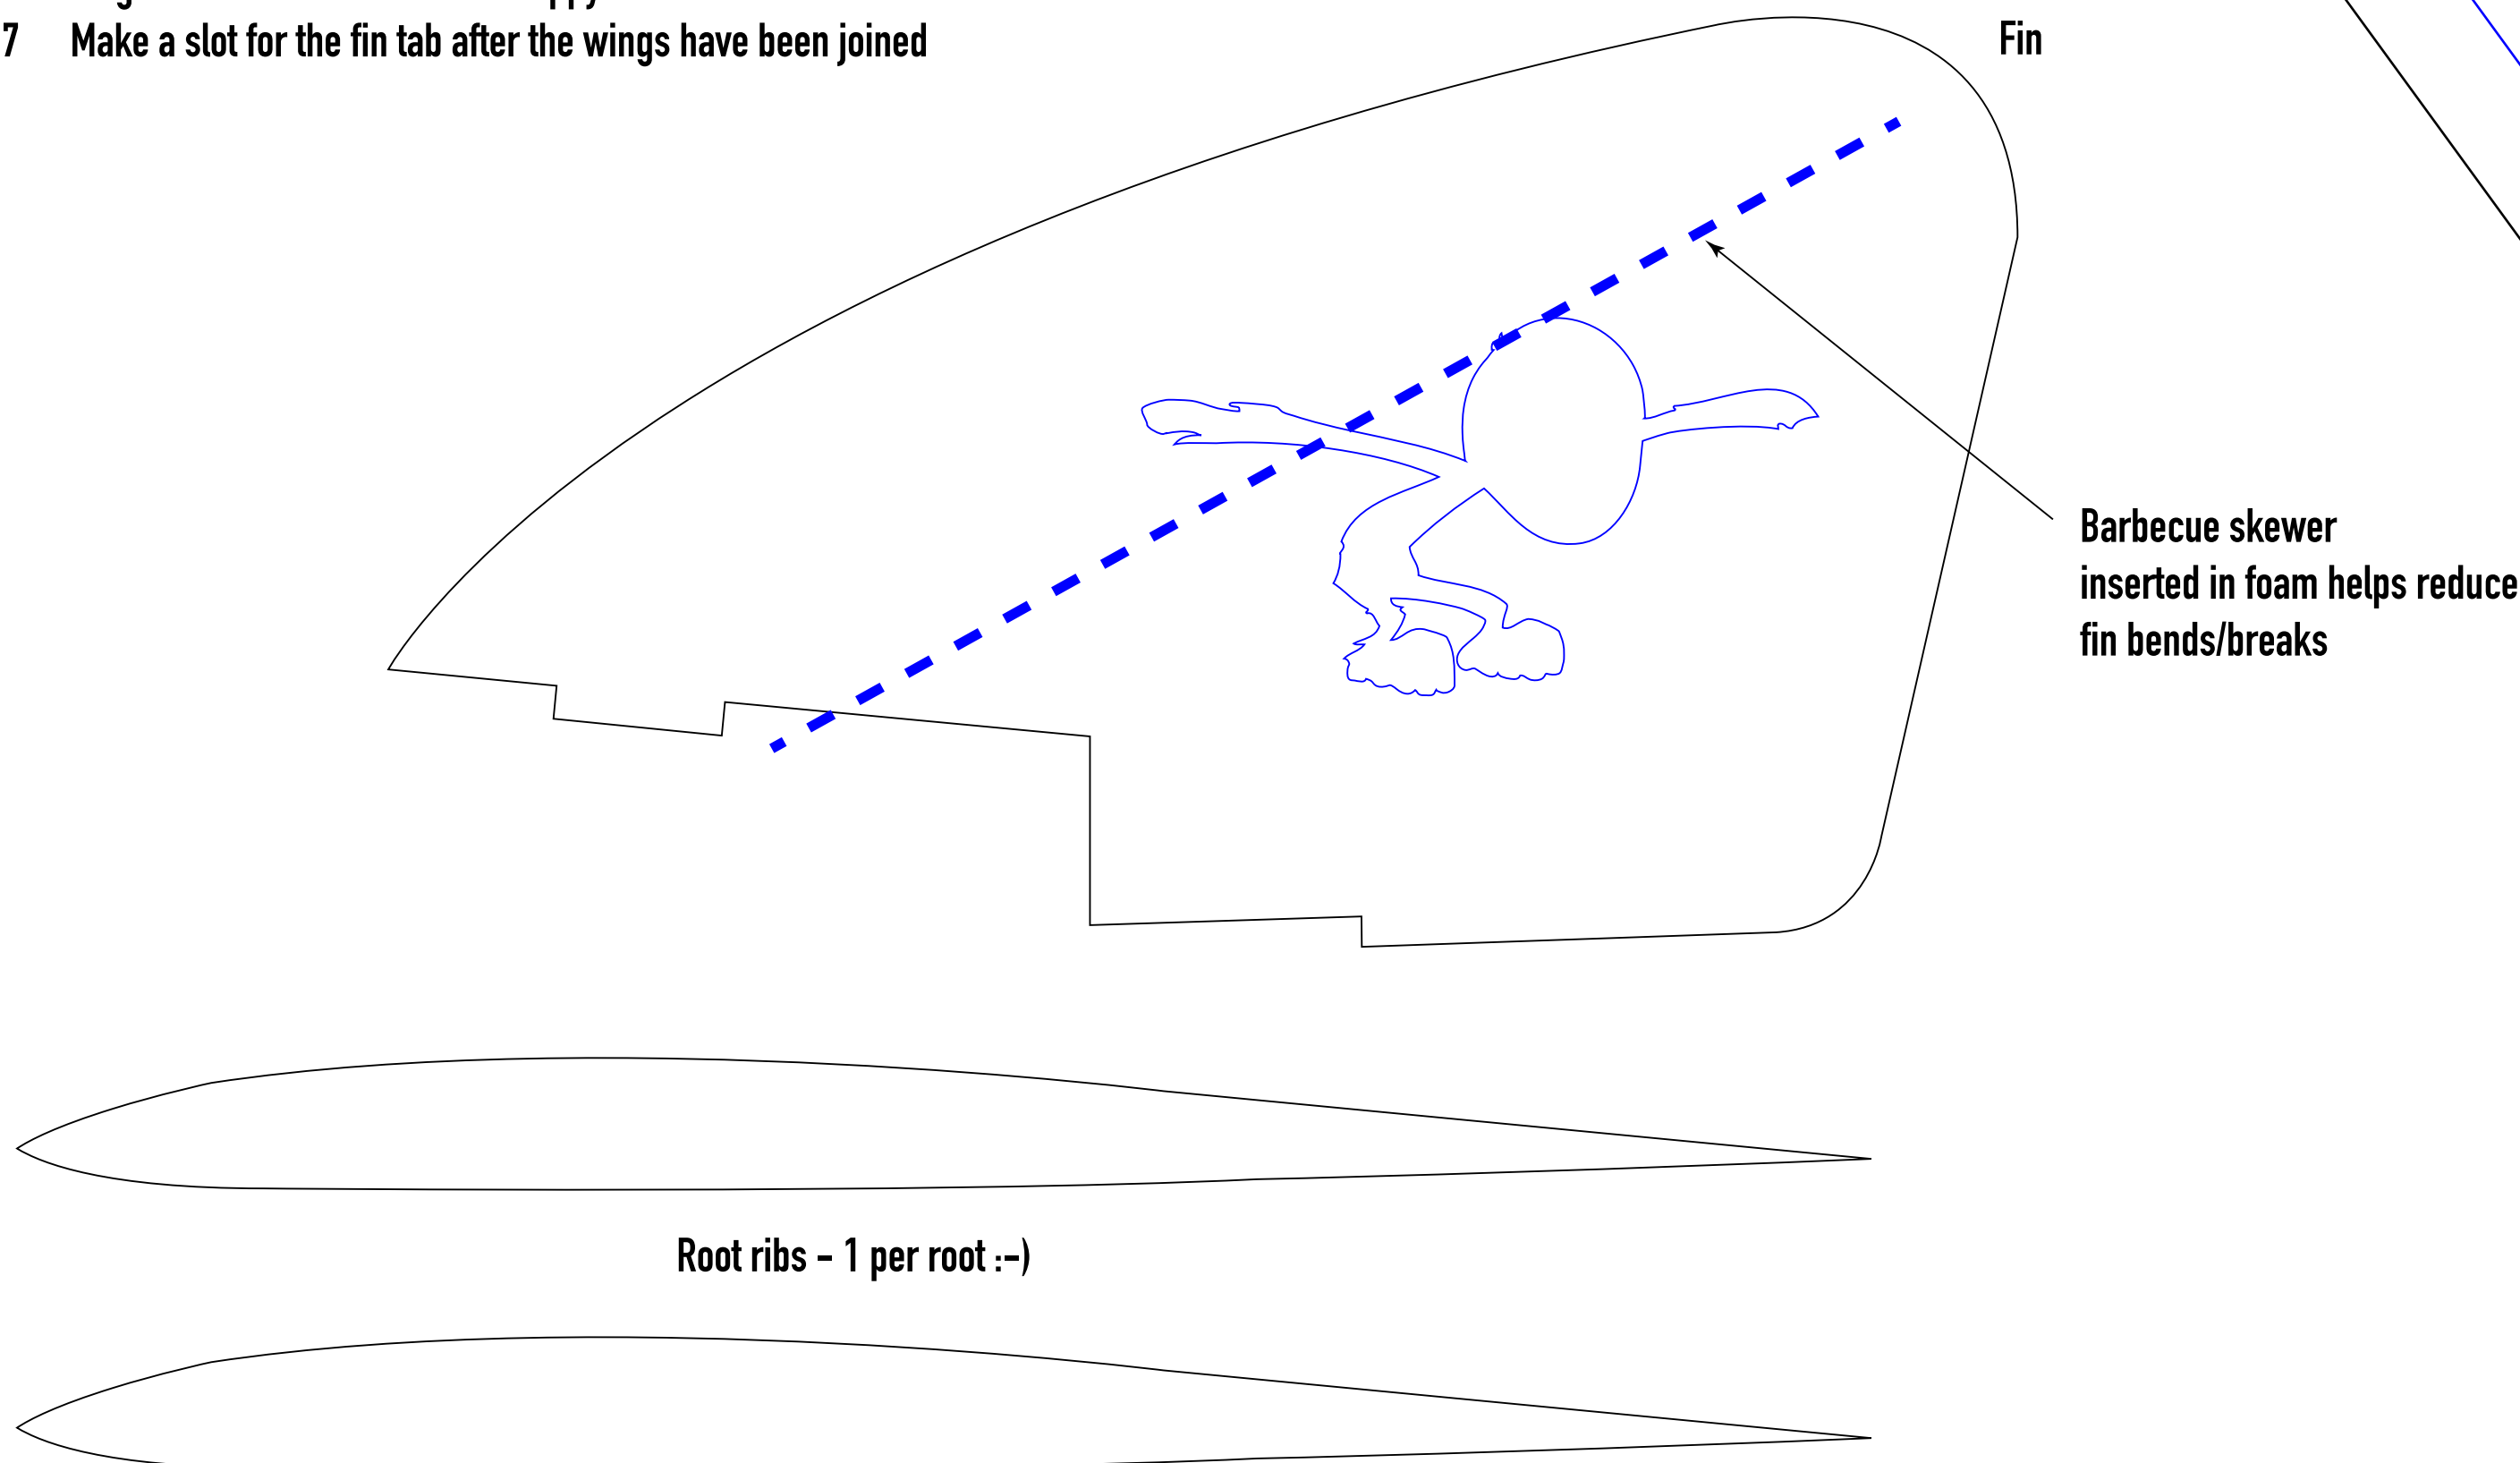 7 Make a slot for the fin tab after the wings have been joined
Fin
Barbecue skewer
inserted in foam helps reduce
fin bends/breaks
Root ribs - 1 per root :-)